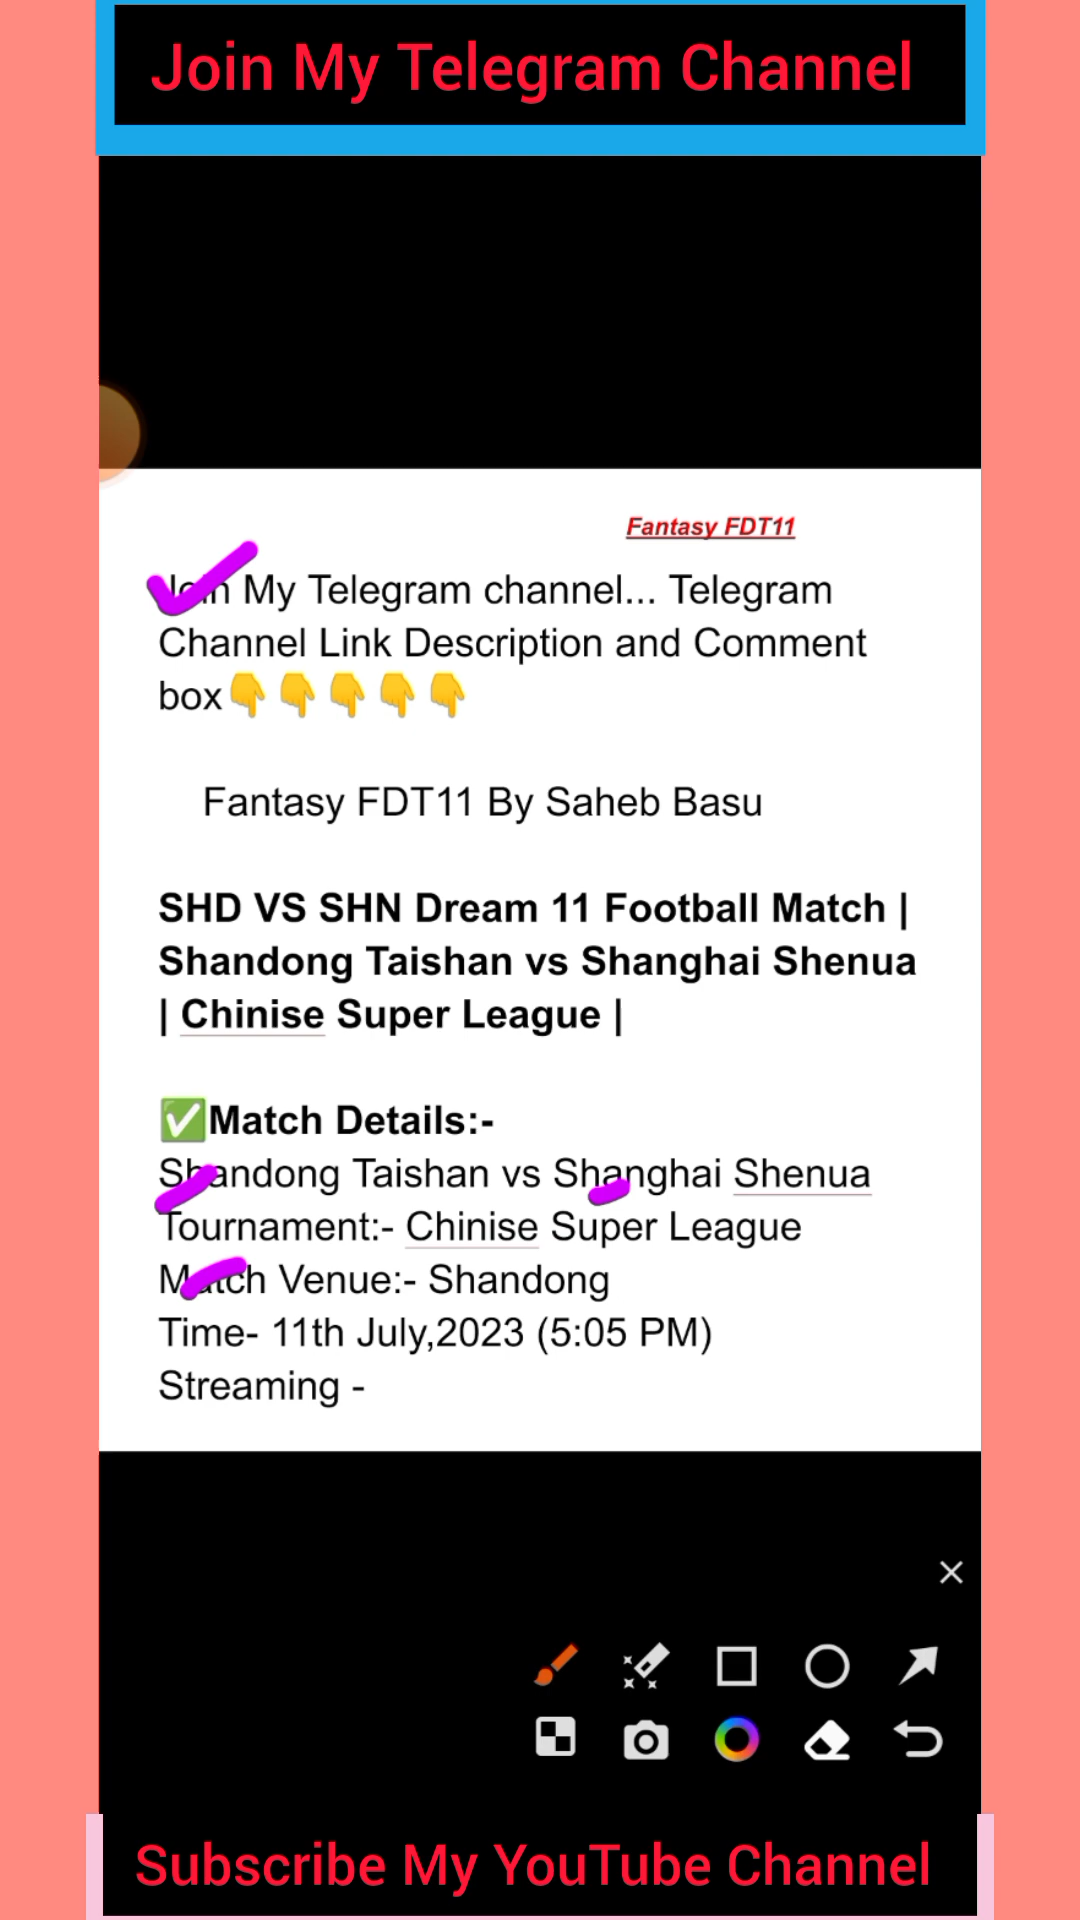 Join My Telegram Channel
Fantasy FDT11
Join My Telegram channel... Telegram
Channel Link Description and Comment
box👇👇👇👇👇
Fantasy FDT11 By Saheb Basu
SHD VS SHN Dream 11 Football Match |
Shandong Taishan vs Shanghai Shenua
| Chinise Super League |
✅Match Details:-
Shandong Taishan vs Shanghai Shenua
Tournament:- Chinise Super League
Match Venue:- Shandong
Time- 11th July,2023 (5:05 PM)
Streaming -
Subscribe My YouTube Channel